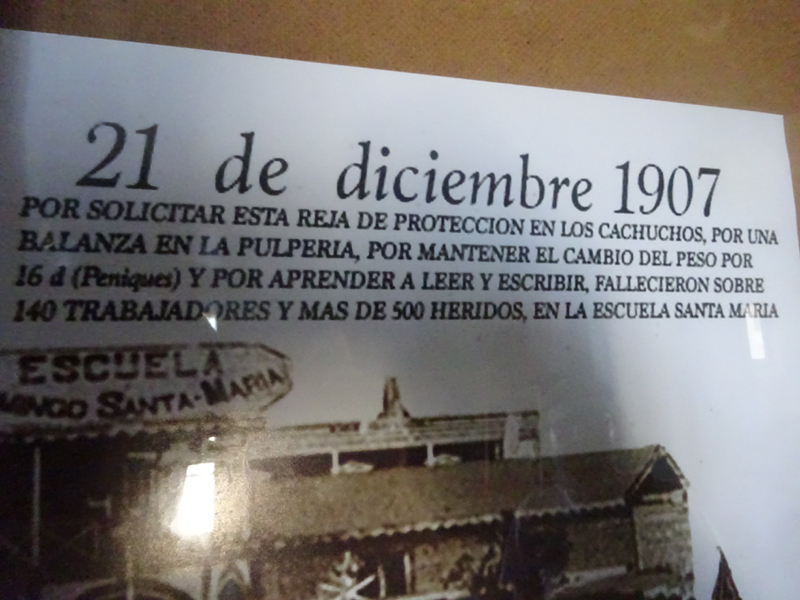 21 de diciembre 1907
POR SOLICITAR ESTA REJA DE PROTECCION EN LOS CACHUCHOS, POR UNA
BALANZA EN LA PULPERIA, POR MANTENER EL CAMBIO DEL PESO POR
16 d (Peniques) Y POR APRENDER A LEER Y ESCRIBIR, FALLECIERON SOBRE
140 TRABAJADORES Y MAS DE 500 HERIDOS, EN LA ESCUELA SANTA MARIA
ESCUELA
MINGO SANTA-MARIA